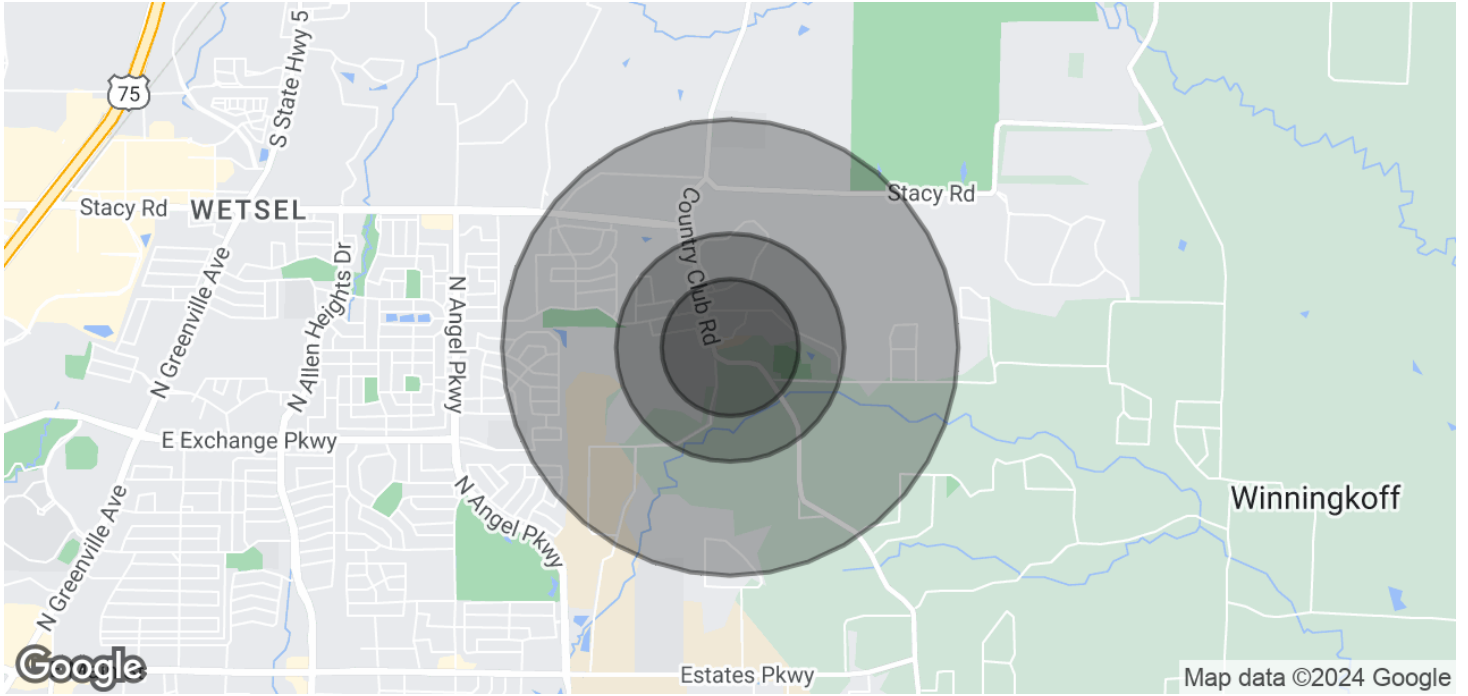 75
S State Hwy 5
Stacy Rd
WETSEL
Stacy Rd
Country Club Rd
N Greenville Ave
N Allen Heights Dr
N Angel Pkwy
E Exchange Pkwy
N Angel Pkwy
Winningkoff
N Greenville Ave
Google
Estates Pkwy
Map data ©2024 Google